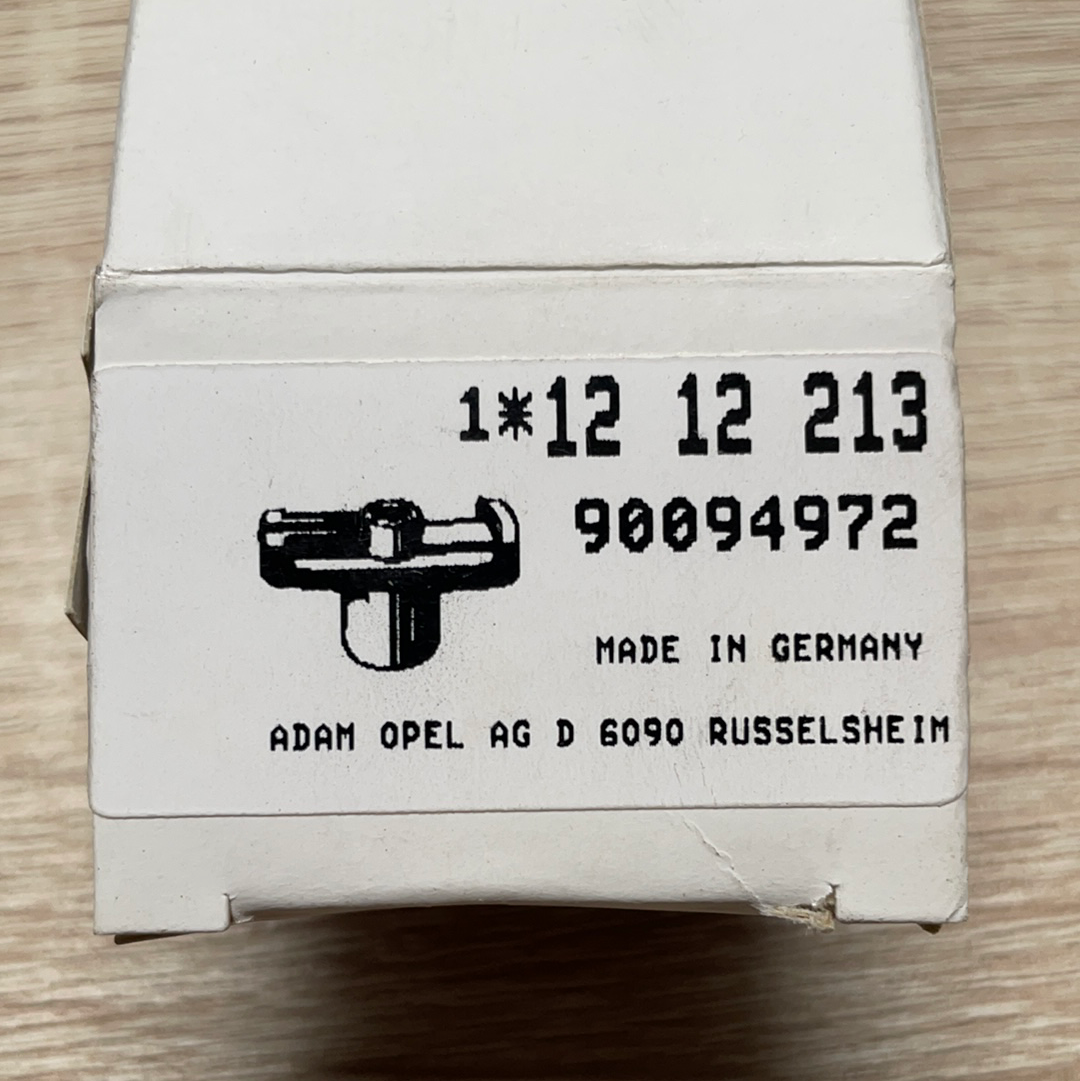 1*12 12 213
90094972
MADE IN GERMANY
ADAM OPEL AG D 6090 RUSSELSHEIM